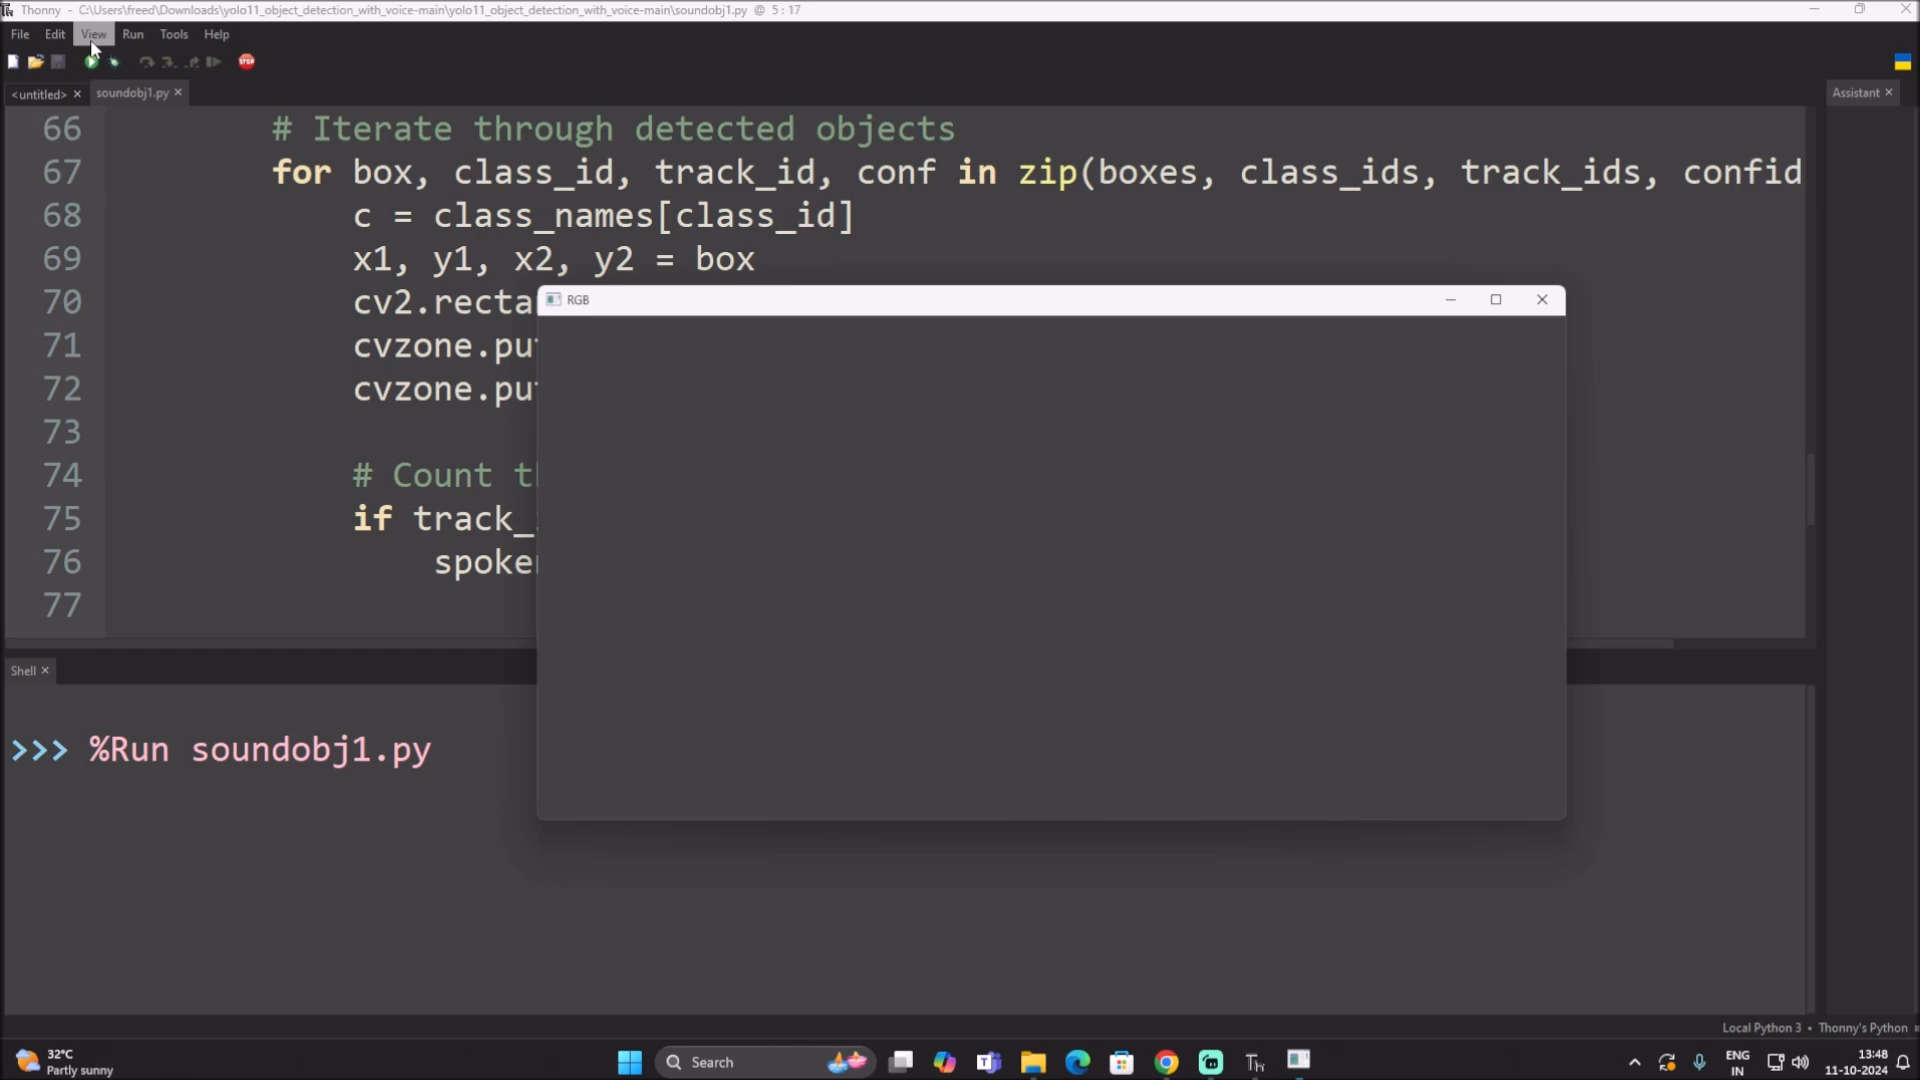 Thonny - C:\Users\freed\Downloads\yolo11_object_detection_with_voice-main\yolo11_object_detection_with_voice-main\soundobj1.py @ 5 : 17
File Edit View Run Tools Help
STOP
<untitled> × soundobj1.py ×
Assistant ×
66 # Iterate through detected objects
67 for box, class_id, track_id, conf in zip(boxes, class_ids, track_ids, confid
68 c = class_names[class_id]
69 x1, y1, x2, y2 = box
70 cv2.recta
RGB
71 cvzone.pu
72 cvzone.pu
73
74 # Count t
75 if track_
76 spoke
77
Shell ×
>>> %Run soundobj1.py
Local Python 3 • Thonny's Python
32°C
Partly sunny
Search
ENG
IN
13:48
11-10-2024